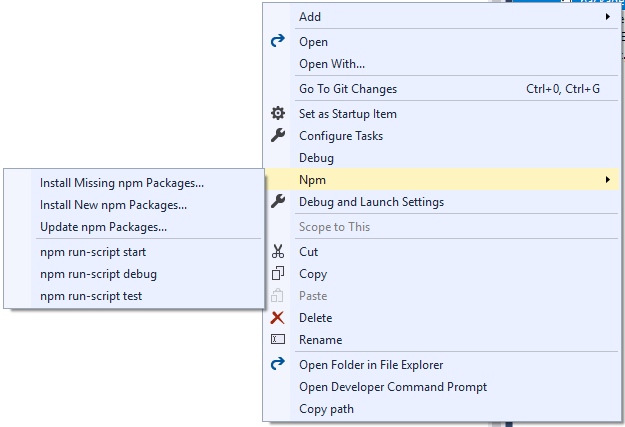 Add
Open
Open With...
Go To Git Changes Ctrl+0, Ctrl+G
Set as Startup Item
Configure Tasks
Debug
Npm
Debug and Launch Settings
Scope to This
Cut
Copy
Paste
Delete
Rename
Open Folder in File Explorer
Open Developer Command Prompt
Copy path
Install Missing npm Packages...
Install New npm Packages...
Update npm Packages...
npm run-script start
npm run-script debug
npm run-script test